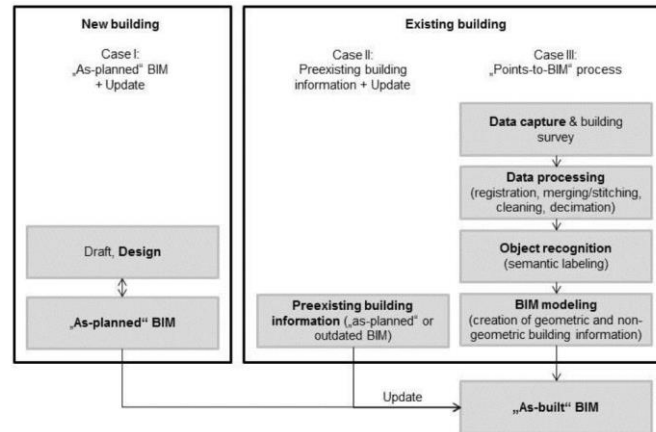 New building
Case I:
„As-planned“ BIM
+ Update
Draft, Design
„As-planned“ BIM
Existing building
Case II:
Preexisting building
information + Update
Case III:
„Points-to-BIM“ process
Data capture & building
survey
Data processing
(registration, merging/stitching,
cleaning, decimation)
Object recognition
(semantic labeling)
Preexisting building
information („as-planned“ or
outdated BIM)
BIM modeling
(creation of geometric and non-
geometric building information)
Update
„As-built“ BIM